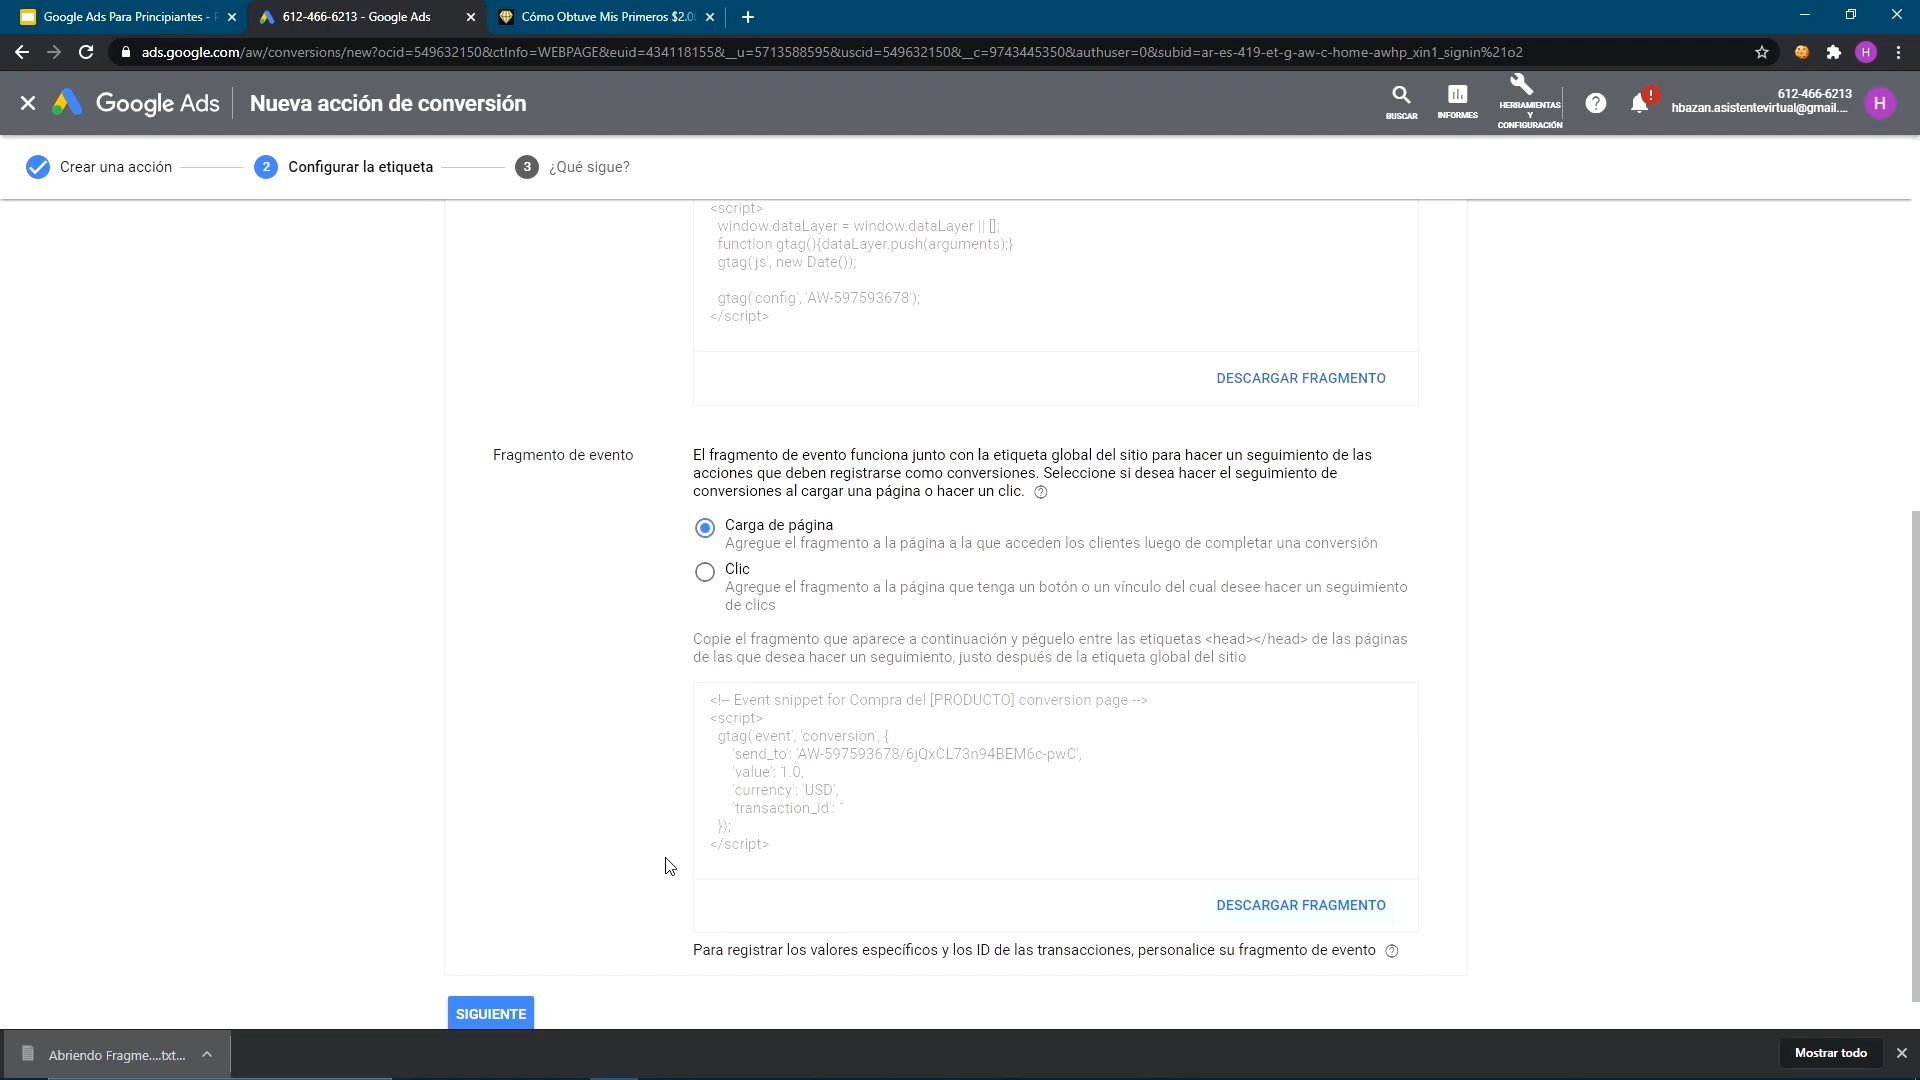 Google Ads Para Principiantes -
612-466-6213 - Google Ads
Cómo Obtuve Mis Primeros $2.0
ads.google.com/aw/conversions/new?ocid=549632150&ctInfo=WEBPAGE&euid=434118155&__u=5713588595&uscid=549632150&__c=9743445350&authuser=0&subid=ar-es-419-et-g-aw-c-home-awhp_xin1_signin%21o2
H
Google Ads
Nueva acción de conversión
BUSCAR
INFORMES
HERRAMIENTAS
Y
CONFIGURACIÓN
612-466-6213
hbazan.asistentevirtual@gmail....
H
Crear una acción
2 Configurar la etiqueta
3 ¿Qué sigue?
<script>
window.dataLayer = window.dataLayer || [];
function gtag(){dataLayer.push(arguments);}
gtag('js', new Date());
gtag('config', 'AW-597593678');
</script>
DESCARGAR FRAGMENTO
Fragmento de evento
El fragmento de evento funciona junto con la etiqueta global del sitio para hacer un seguimiento de las
acciones que deben registrarse como conversiones. Seleccione si desea hacer el seguimiento de
conversiones al cargar una página o hacer un clic.
Carga de página
Agregue el fragmento a la página a la que acceden los clientes luego de completar una conversión
Clic
Agregue el fragmento a la página que tenga un botón o un vínculo del cual desee hacer un seguimiento
de clics
Copie el fragmento que aparece a continuación y péguelo entre las etiquetas <head></head> de las páginas
de las que desea hacer un seguimiento, justo después de la etiqueta global del sitio
<!-- Event snippet for Compra del [PRODUCTO] conversion page -->
<script>
gtag('event', 'conversion', {
'send_to': 'AW-597593678/6jQxCL73n94BEM6c-pwC',
'value': 1.0,
'currency': 'USD',
'transaction_id': ''
});
</script>
DESCARGAR FRAGMENTO
Para registrar los valores específicos y los ID de las transacciones, personalice su fragmento de evento
SIGUIENTE
Abriendo Fragme....txt...
Mostrar todo